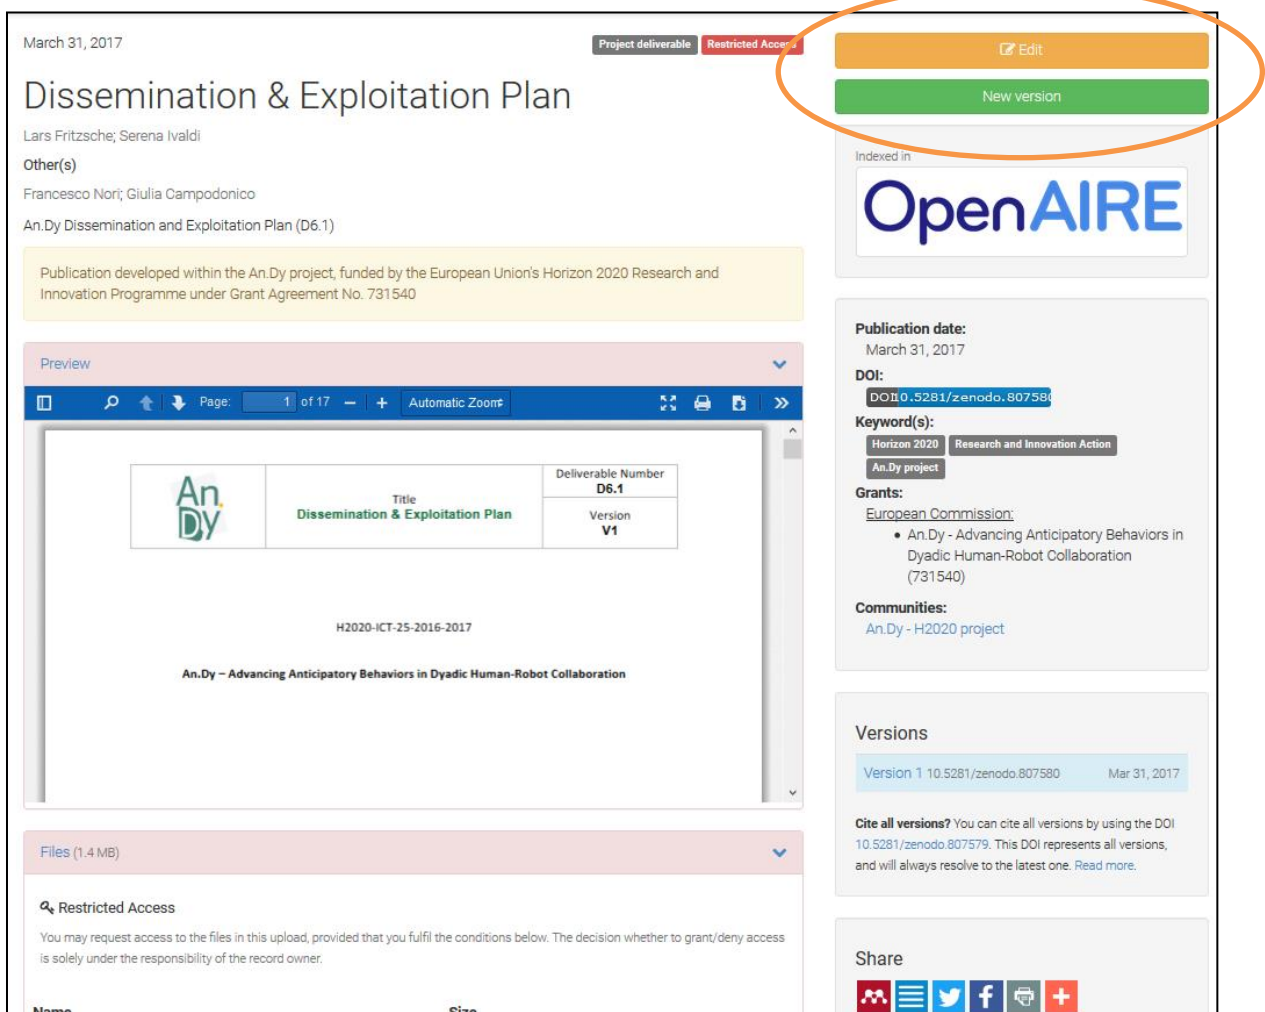 March 31, 2017
Project deliverable Restricted Access
Dissemination & Exploitation Plan
Lars Fritzsche; Serena Ivaldi
Other(s)
Francesco Nori; Giulia Campodonico
An.Dy Dissemination and Exploitation Plan (D6.1)
Publication developed within the An.Dy project, funded by the European Union's Horizon 2020 Research and
Innovation Programme under Grant Agreement No. 731540
Preview
Page: 1 of 17 Automatic Zoom
An.
Dy
Title
Dissemination & Exploitation Plan
Deliverable Number
D6.1
Version
V1
H2020-ICT-25-2016-2017
An.Dy – Advancing Anticipatory Behaviors in Dyadic Human-Robot Collaboration
Files (1.4 MB)
Restricted Access
You may request access to the files in this upload, provided that you fulfil the conditions below. The decision whether to grant/deny access
is solely under the responsibility of the record owner.
Name Size
Edit
New version
Indexed in
OpenAIRE
Publication date:
March 31, 2017
DOI:
DOI 10.5281/zenodo.807580
Keyword(s):
Horizon 2020 Research and Innovation Action
An.Dy project
Grants:
European Commission:
• An.Dy - Advancing Anticipatory Behaviors in
Dyadic Human-Robot Collaboration
(731540)
Communities:
An.Dy - H2020 project
Versions
Version 1 10.5281/zenodo.807580 Mar 31, 2017
Cite all versions? You can cite all versions by using the DOI
10.5281/zenodo.807579. This DOI represents all versions,
and will always resolve to the latest one. Read more.
Share